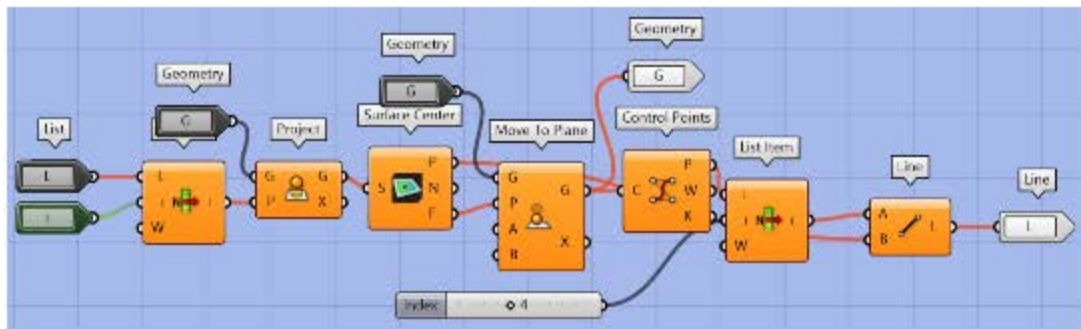 Geometry
Geometry
Geometry
List
Project
Surface Center
Move To Plane
Control Points
List Item
Line
Line
G
G
G
L
i
L
i
W
i
G
P
G
X
S
P
N
F
G
P
A
B
G
X
C
P
W
K
L
i
W
i
A
B
L
L
Index
4